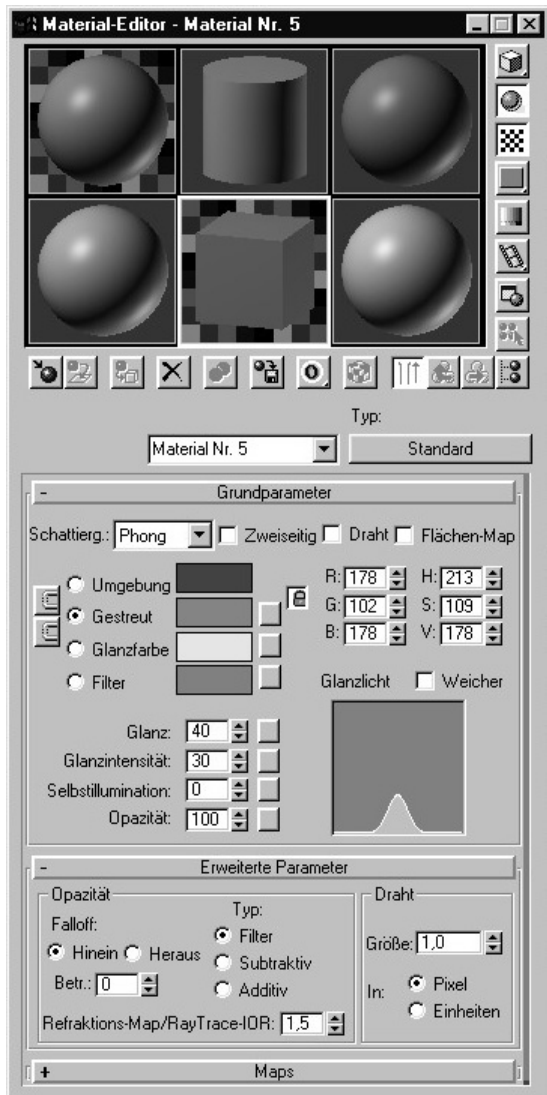 Material-Editor - Material Nr. 5
Typ:
Material Nr. 5 Standard
- Grundparameter
Schattierg.: Phong Zweiseitig Draht Flächen-Map
Umgebung R: 178 H: 213
Gestreut G: 102 S: 109
Glanzfarbe B: 178 V: 178
Filter Glanzlicht Weicher
Glanz: 40
Glanzintensität: 30
Selbstillumination: 0
Opazität: 100
- Erweiterte Parameter
Opazität Draht
Falloff: Typ:
Hinein Heraus Filter Größe: 1,0
Betr.: 0 Subtraktiv In: Pixel
Additiv Einheiten
Refraktions-Map/RayTrace-IOR: 1,5
+ Maps